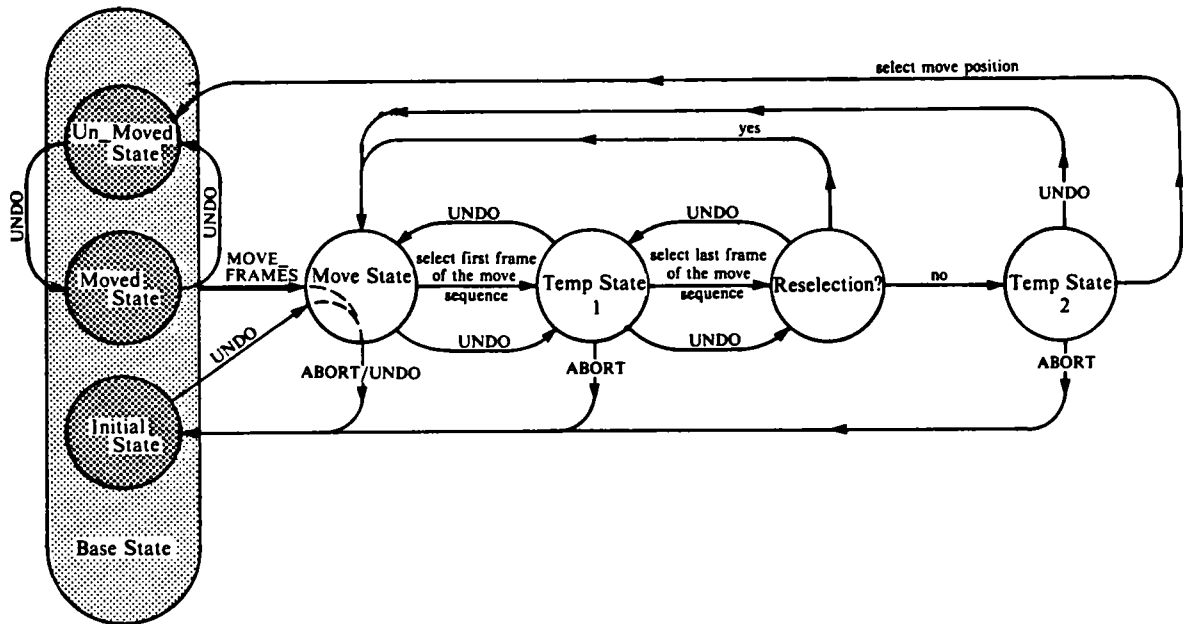 select move position
yes
Un_Moved
State
UNDO
UNDO
UNDO
UNDO
UNDO
MOVE_
FRAMES
Moved
State
Move State
select first frame
of the move
sequence
Temp State
1
select last frame
of the move
sequence
Reselection?
no
Temp State
2
UNDO
UNDO
UNDO
ABORT/UNDO
ABORT
ABORT
Initial
State
Base State